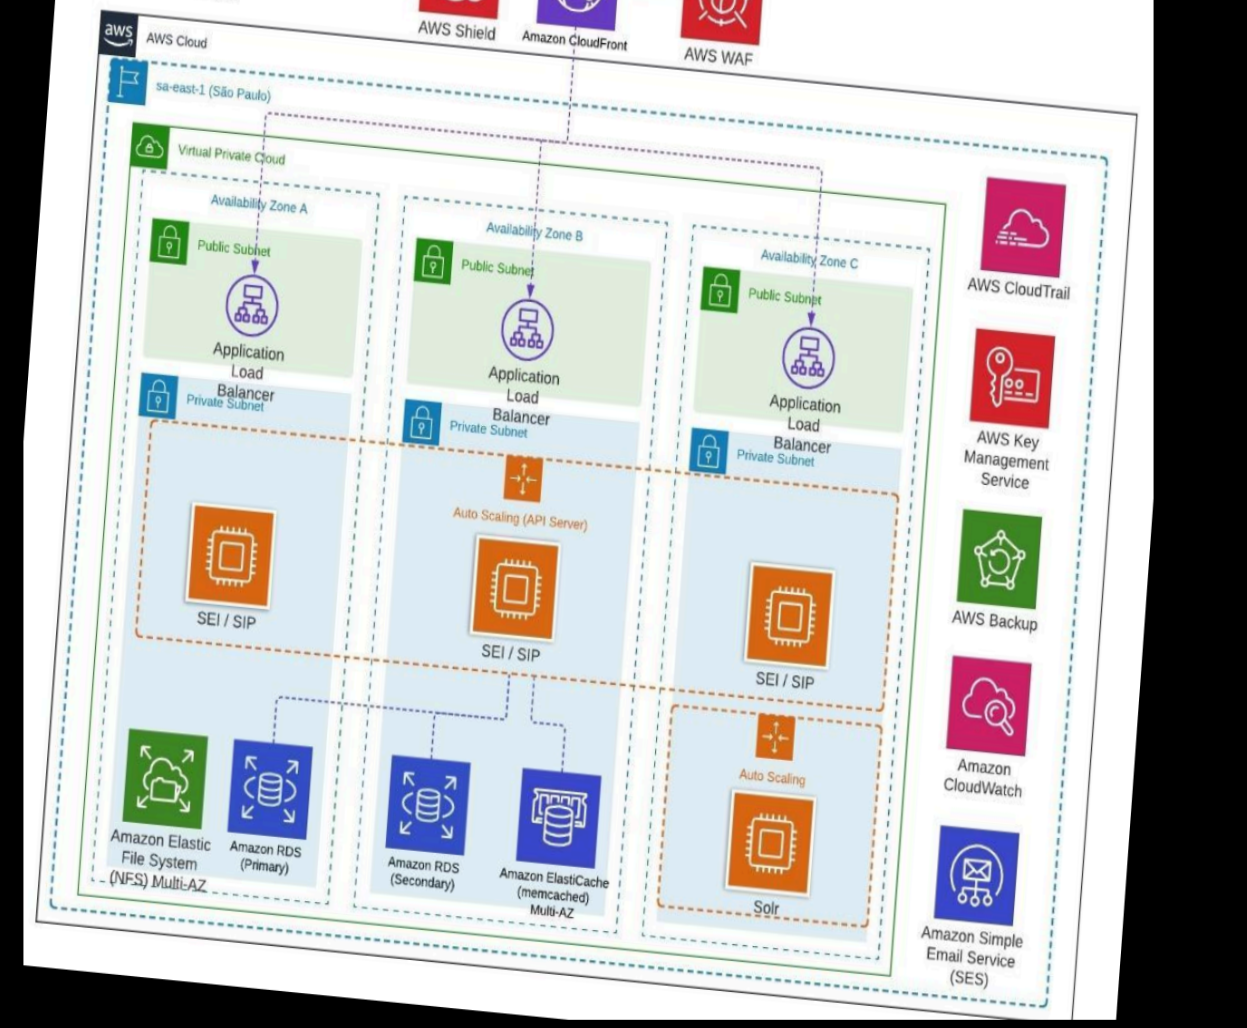 AWS Shield
Amazon CloudFront
AWS WAF
aws
AWS Cloud
sa-east-1 (São Paulo)
Virtual Private Cloud
Availability Zone A
Availability Zone B
Availability Zone C
Public Subnet
Public Subnet
Public Subnet
Application
Load
Balancer
Application
Load
Balancer
Application
Load
Balancer
Private Subnet
Private Subnet
Private Subnet
Auto Scaling (API Server)
SEI / SIP
SEI / SIP
SEI / SIP
Auto Scaling
Solr
Amazon Elastic
File System
(NFS) Multi-AZ
Amazon RDS
(Primary)
Amazon RDS
(Secondary)
Amazon ElastiCache
(memcached)
Multi-AZ
AWS CloudTrail
AWS Key
Management
Service
AWS Backup
Amazon
CloudWatch
Amazon Simple
Email Service
(SES)